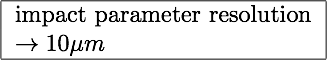 impact parameter resolution
→ 10μm